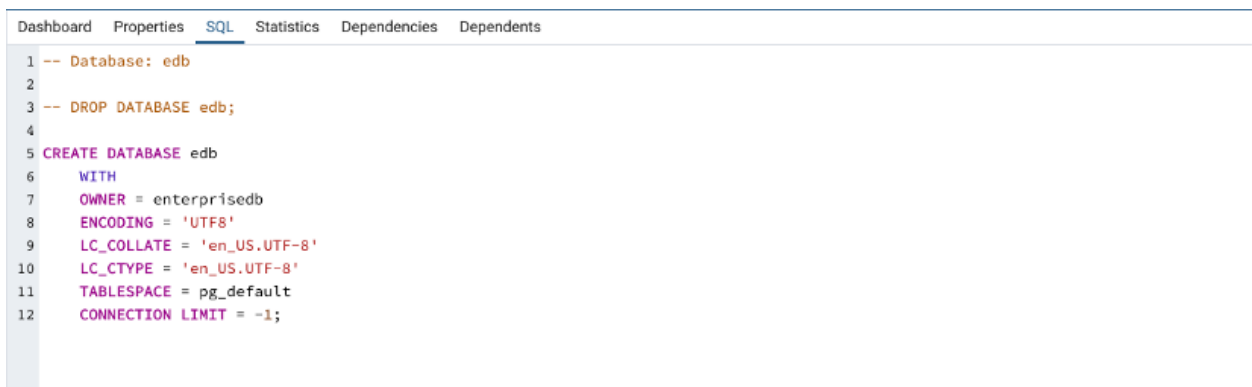 Dashboard Properties SQL Statistics Dependencies Dependents
1 -- Database: edb
2
3 -- DROP DATABASE edb;
4
5 CREATE DATABASE edb
6     WITH
7     OWNER = enterprisedb
8     ENCODING = 'UTF8'
9     LC_COLLATE = 'en_US.UTF-8'
10     LC_CTYPE = 'en_US.UTF-8'
11     TABLESPACE = pg_default
12     CONNECTION LIMIT = -1;